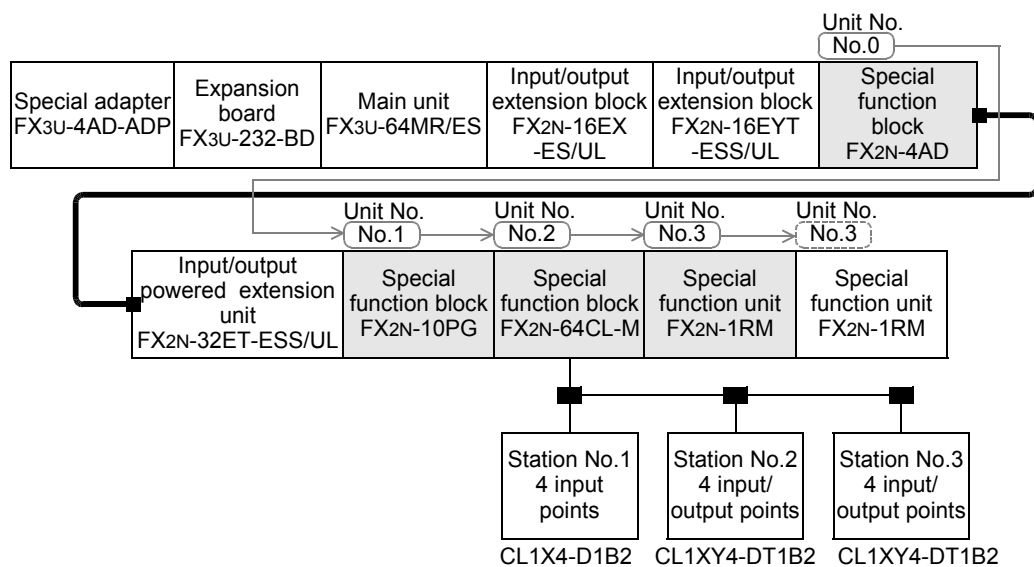 Unit No.
No.0
Special adapter
FX3U-4AD-ADP
Expansion
board
FX3U-232-BD
Main unit
FX3U-64MR/ES
Input/output
extension block
FX2N-16EX
-ES/UL
Input/output
extension block
FX2N-16EYT
-ESS/UL
Special
function
block
FX2N-4AD
Unit No.
No.1
Unit No.
No.2
Unit No.
No.3
Unit No.
No.3
Input/output
powered extension
unit
FX2N-32ET-ESS/UL
Special
function block
FX2N-10PG
Special
function block
FX2N-64CL-M
Special
function unit
FX2N-1RM
Special
function unit
FX2N-1RM
Station No.1
4 input
points
CL1X4-D1B2
Station No.2
4 input/
output points
CL1XY4-DT1B2
Station No.3
4 input/
output points
CL1XY4-DT1B2